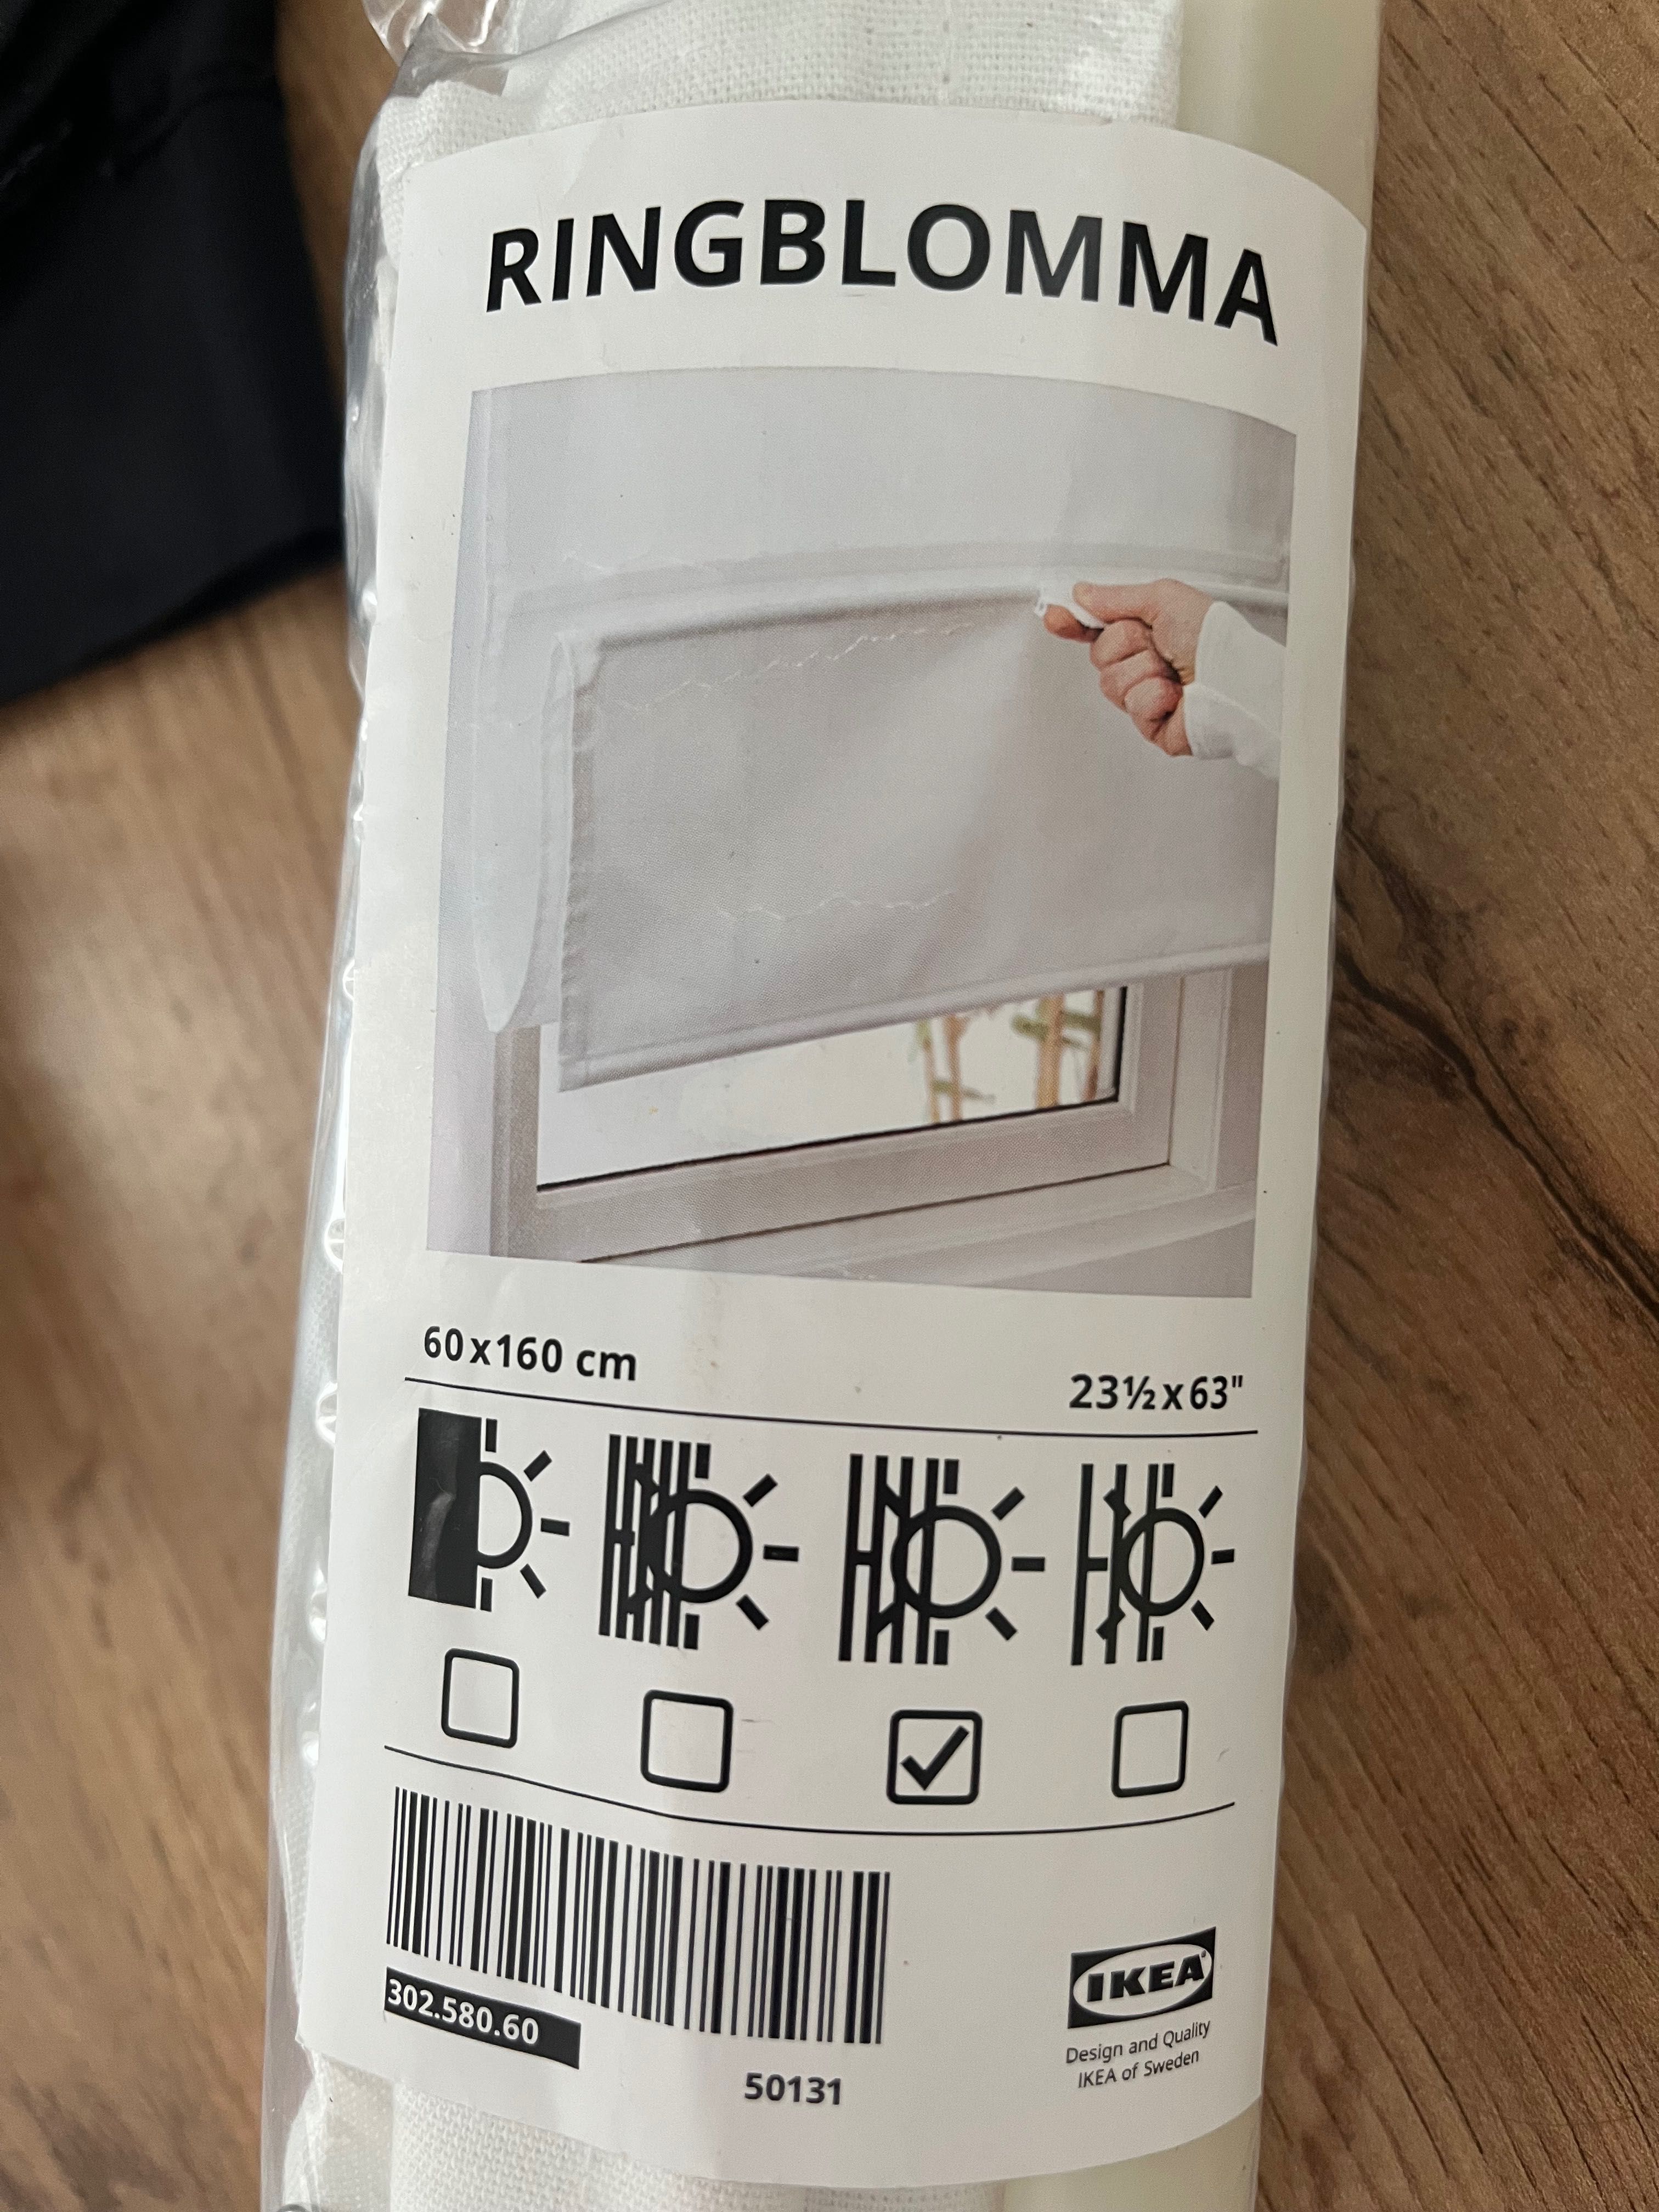 RINGBLOMMA
60x160 cm
23½x63"
302.580.60
50131
IKEA
Design and Quality
IKEA of Sweden